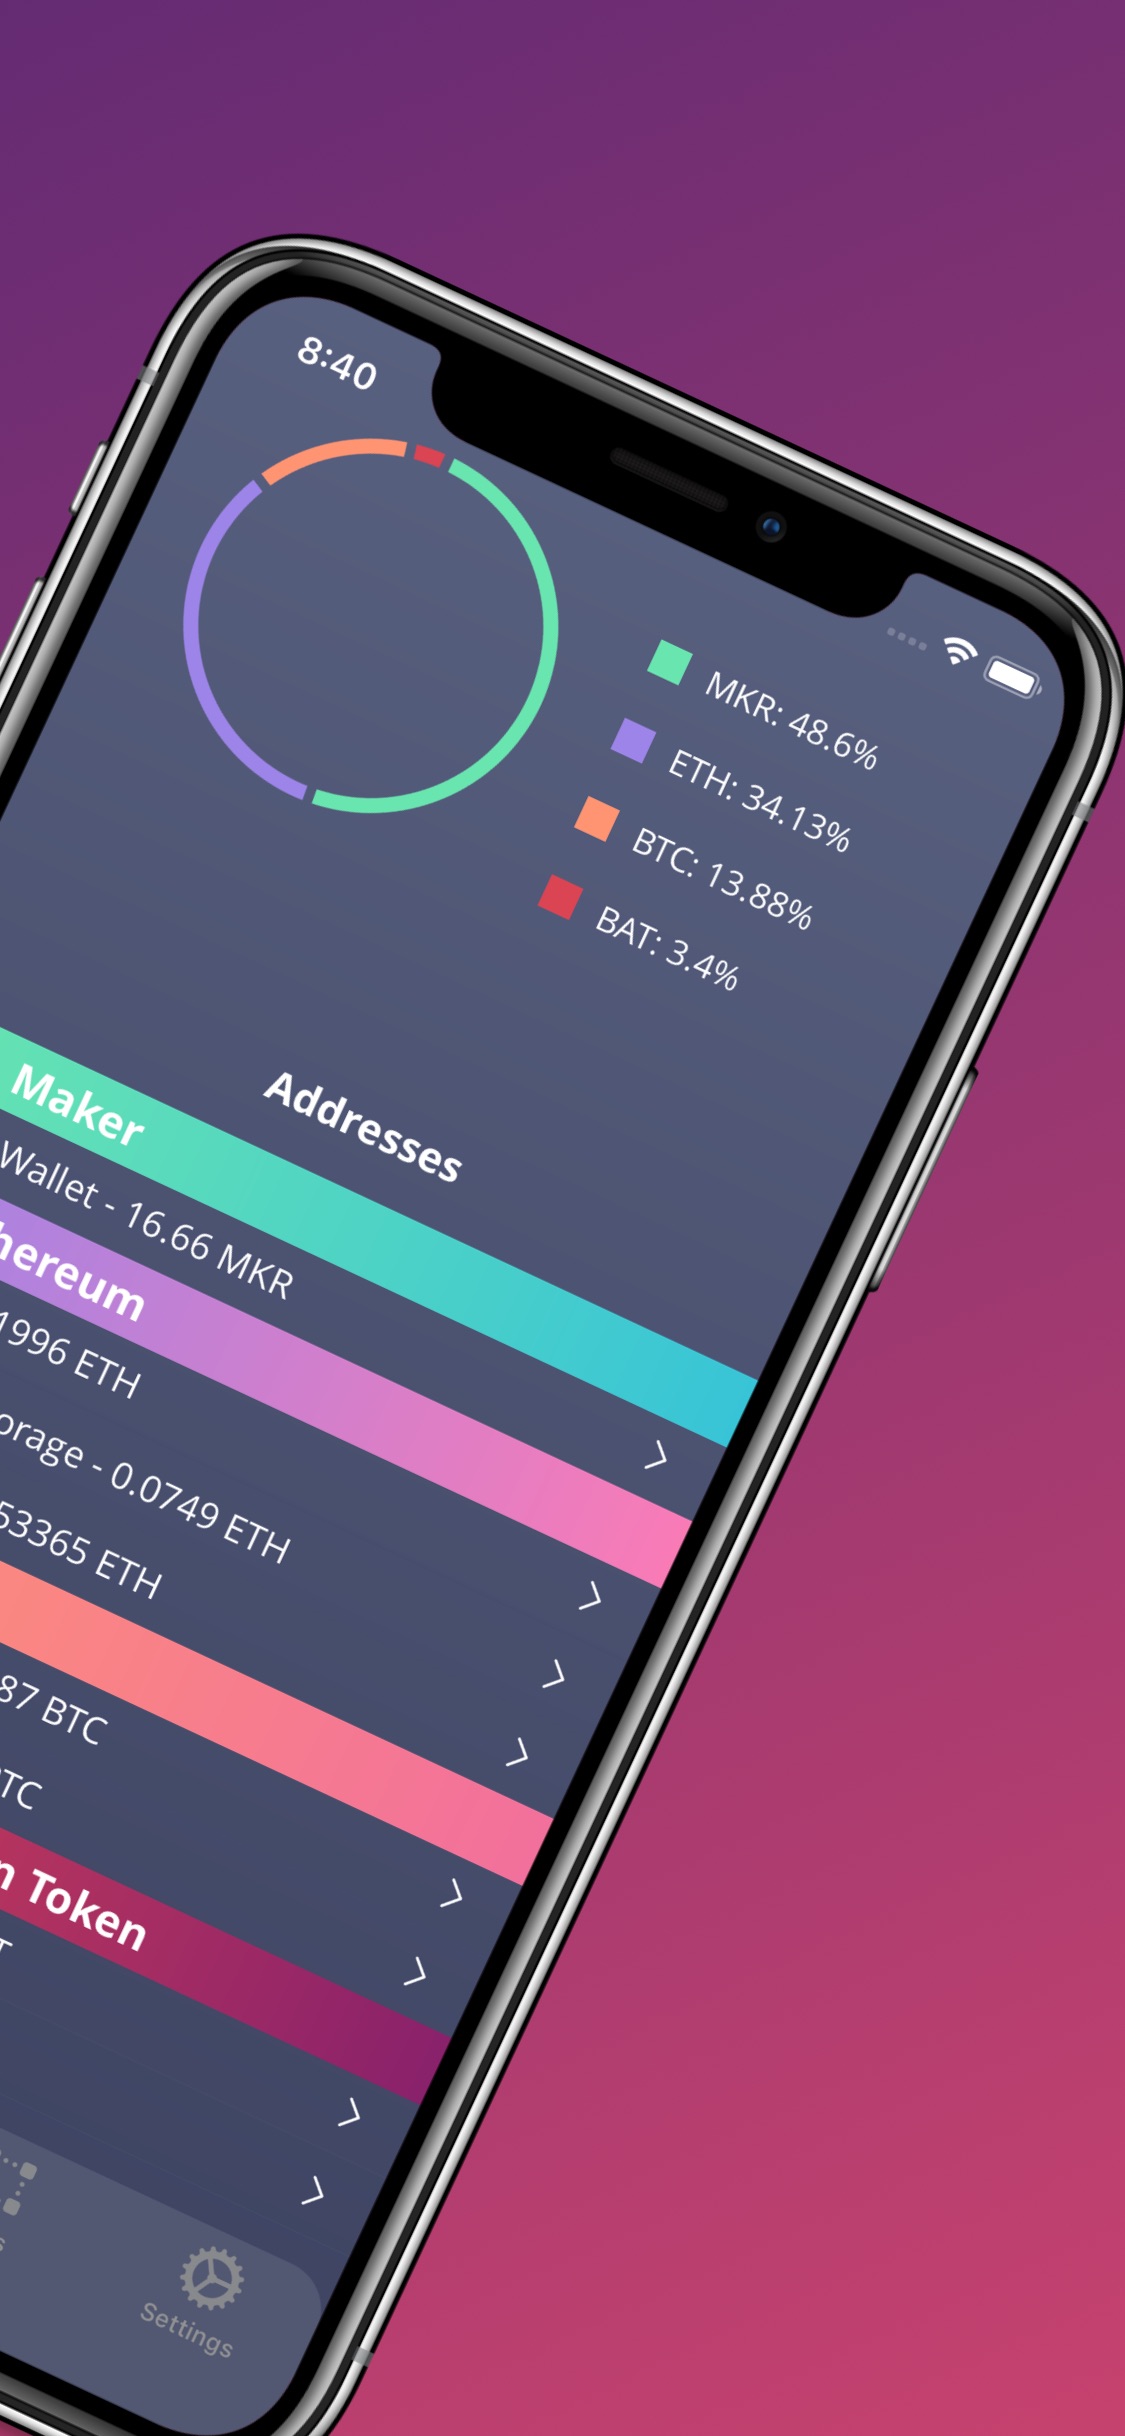 8:40
MKR: 48.6%
ETH: 34.13%
BTC: 13.88%
BAT: 3.4%
Addresses
Maker
Wallet - 16.66 MKR
hereum
1996 ETH
orage - 0.0749 ETH
53365 ETH
87 BTC
BTC
n Token
T
s
Settings